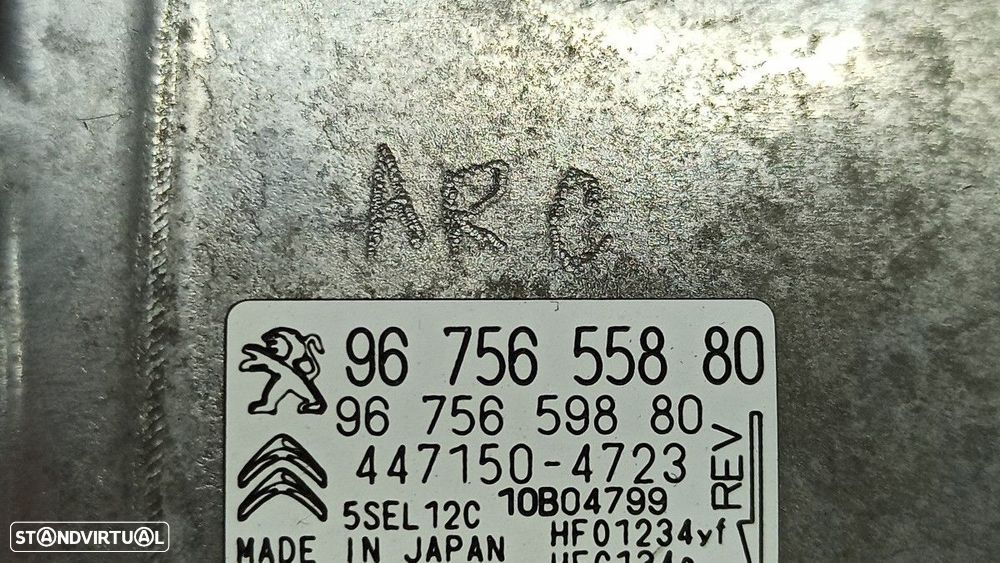 ARC
96 756 558 80
96 756 598 80
447150-4723
REV
5SEL12C 10B04799
HF01234yf
MADE IN JAPAN
STANDVIRTUAL